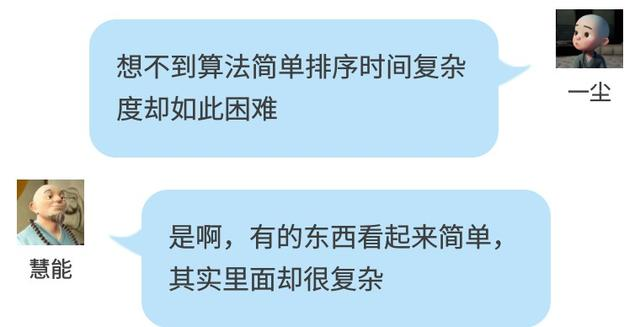 想不到算法简单排序时间复杂
度却如此困难
一尘
是啊，有的东西看起来简单，
其实里面却很复杂
慧能